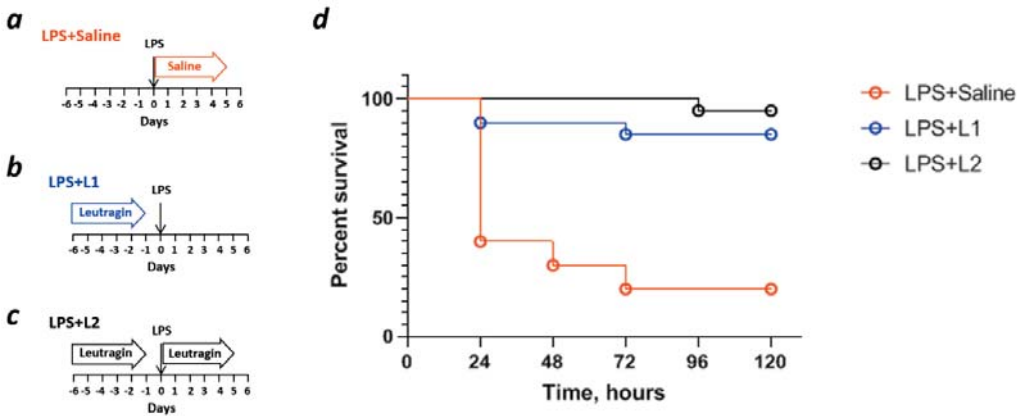 a
LPS+Saline
LPS
Saline
-6 -5 -4 -3 -2 -1 0 1 2 3 4 5 6
Days
b
LPS+L1
LPS
Leutragin
-6 -5 -4 -3 -2 -1 0 1 2 3 4 5 6
Days
c
LPS+L2
LPS
Leutragin Leutragin
-6 -5 -4 -3 -2 -1 0 1 2 3 4 5 6
Days
d
Percent survival
100
50
0
0 24 48 72 96 120
Time, hours
LPS+Saline
LPS+L1
LPS+L2